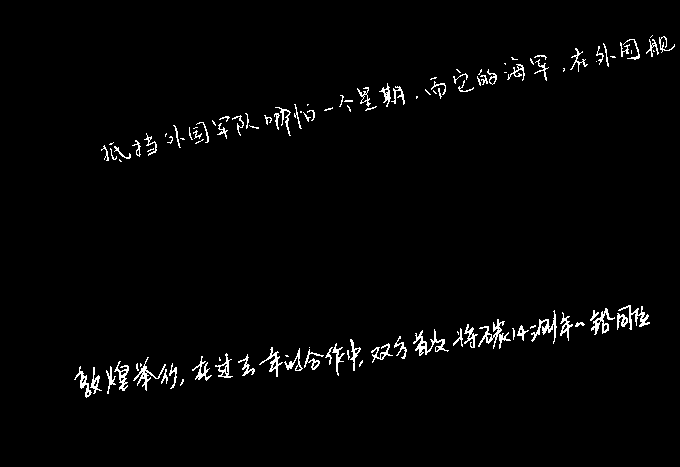 抵挡外国军队哪怕一个星期，而它的海军，在外国舰
敦煌举行，在过去一年的合作中，双方首次将碳14测年、铅同位